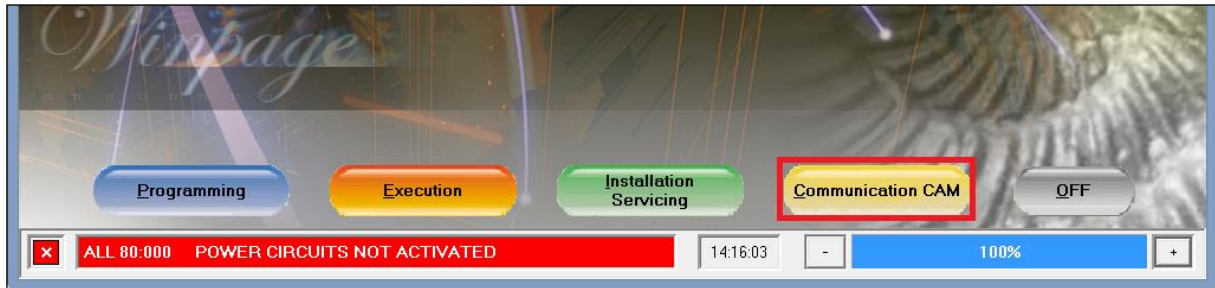 Winpage
Programming
Execution
Installation
Servicing
Communication CAM
OFF
× ALL 80:000 POWER CIRCUITS NOT ACTIVATED 14:16:03 - 100% +